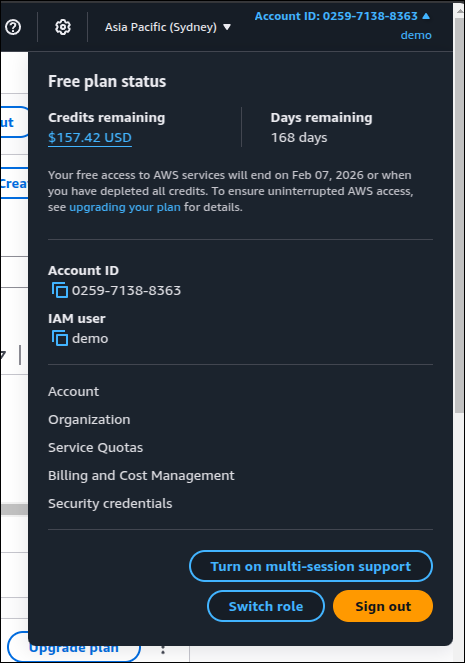 Asia Pacific (Sydney)
Account ID: 0259-7138-8363
demo
Free plan status
Credits remaining
$157.42 USD
Days remaining
168 days
Your free access to AWS services will end on Feb 07, 2026 or when
you have depleted all credits. To ensure uninterrupted AWS access,
see upgrading your plan for details.
Account ID
0259-7138-8363
IAM user
demo
Account
Organization
Service Quotas
Billing and Cost Management
Security credentials
Turn on multi-session support
Switch role
Sign out
Upgrade plan